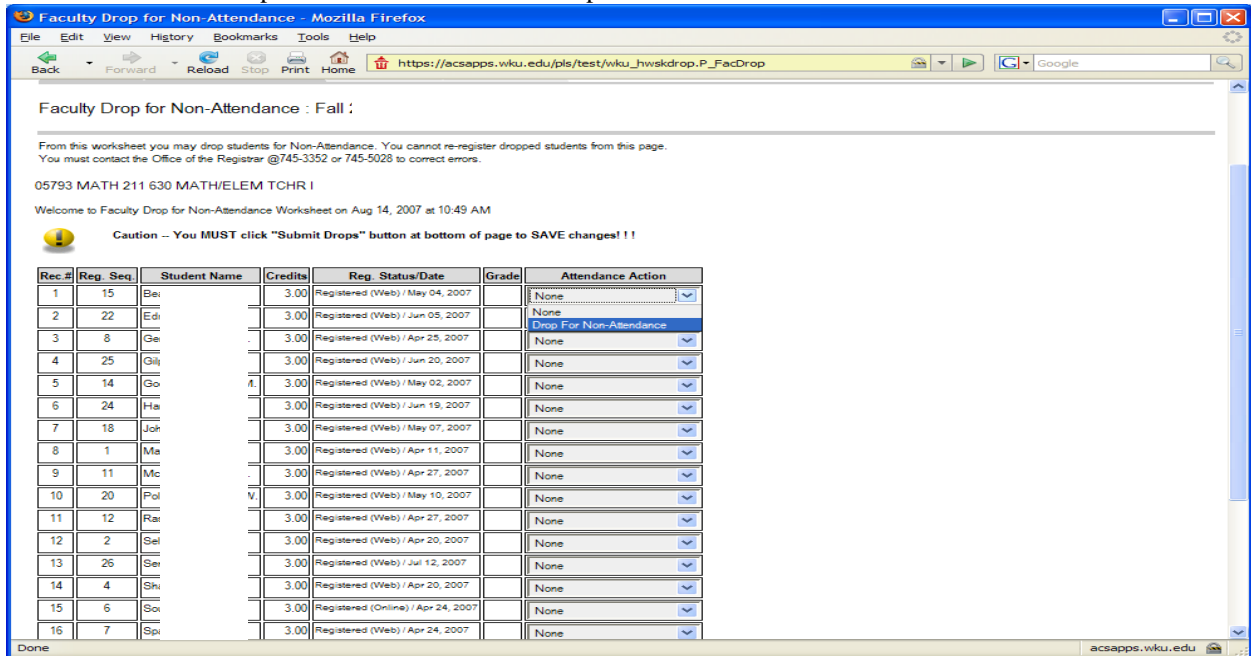 Faculty Drop for Non-Attendance - Mozilla Firefox
File Edit View History Bookmarks Tools Help
Back Forward Reload Stop Print Home https://acsapps.wku.edu/pls/test/wku_hwskdrop.P_FacDrop G Google
Faculty Drop for Non-Attendance : Fall
From this worksheet you may drop students for Non-Attendance. You cannot re-register dropped students from this page.
You must contact the Office of the Registrar @745-3352 or 745-5028 to correct errors.
05793 MATH 211 630 MATH/ELEM TCHR I
Welcome to Faculty Drop for Non-Attendance Worksheet on Aug 14, 2007 at 10:49 AM
Caution -- You MUST click "Submit Drops" button at bottom of page to SAVE changes! ! !
Rec.# Reg. Seq. Student Name Credits Reg. Status/Date Grade Attendance Action
1 15 3.00 Registered (Web) / May 04, 2007 None
None
2 22 3.00 Registered (Web) / Jun 05, 2007 Drop For Non-Attendance
3 8 3.00 Registered (Web) / Apr 25, 2007 None
4 25 3.00 Registered (Web) / Jun 20, 2007 None
5 14 Go M. 3.00 Registered (Web) / May 02, 2007 None
6 24 Ha 3.00 Registered (Web) / Jun 19, 2007 None
7 18 Joh 3.00 Registered (Web) / May 07, 2007 None
8 1 Ma 3.00 Registered (Web) / Apr 11, 2007 None
9 11 Mc 3.00 Registered (Web) / Apr 27, 2007 None
10 20 Pol 3.00 Registered (Web) / May 10, 2007 None
11 12 3.00 Registered (Web) / Apr 27, 2007 None
12 2 Sel 3.00 Registered (Web) / Apr 20, 2007 None
13 26 3.00 Registered (Web) / Jul 12, 2007 None
14 4 3.00 Registered (Web) / Apr 20, 2007 None
15 6 3.00 Registered (Online) / Apr 24, 2007 None
16 7 3.00 Registered (Web) / Apr 24, 2007 None
Done acsapps.wku.edu